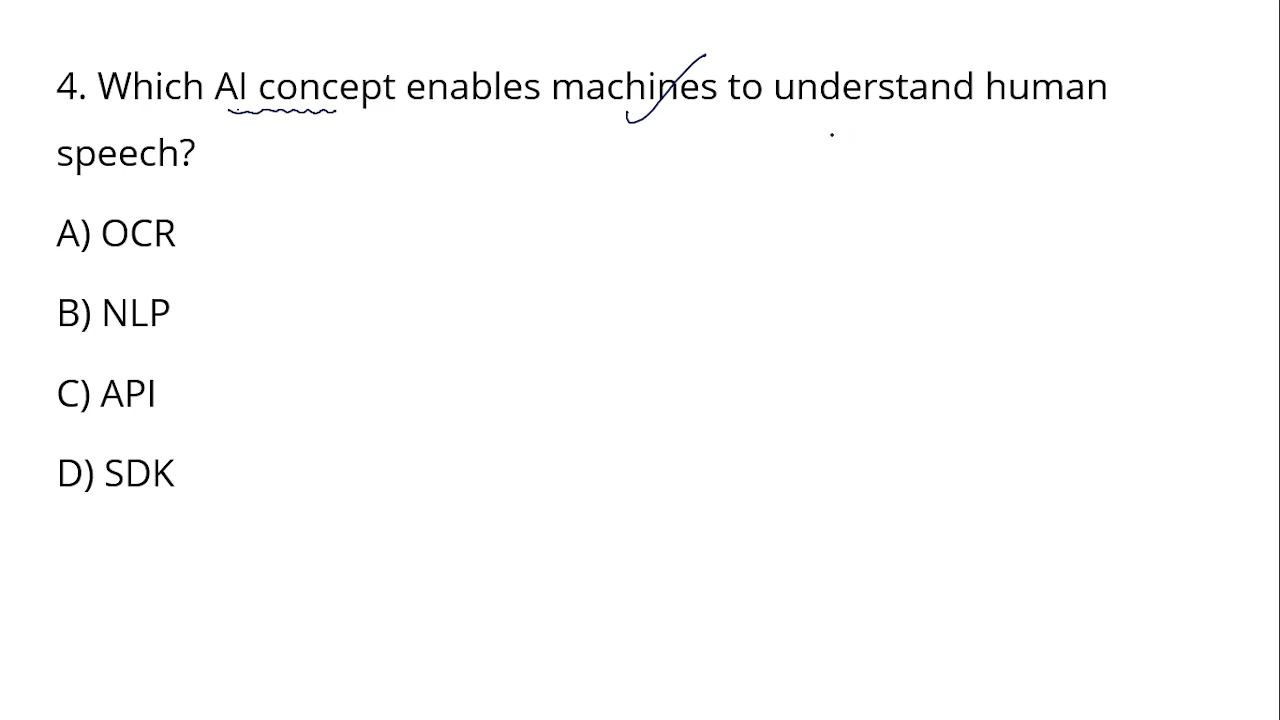 4. Which AI concept enables machines to understand human
speech?
A) OCR
B) NLP
C) API
D) SDK